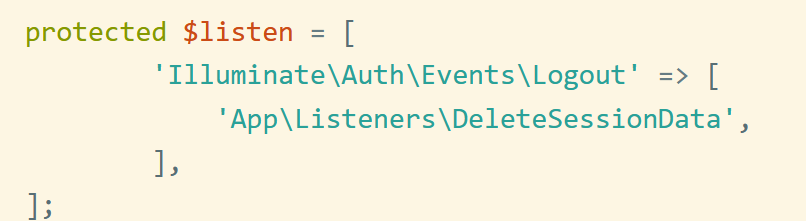 protected $listen = [
'Illuminate\Auth\Events\Logout' => [
'App\Listeners\DeleteSessionData',
],
];